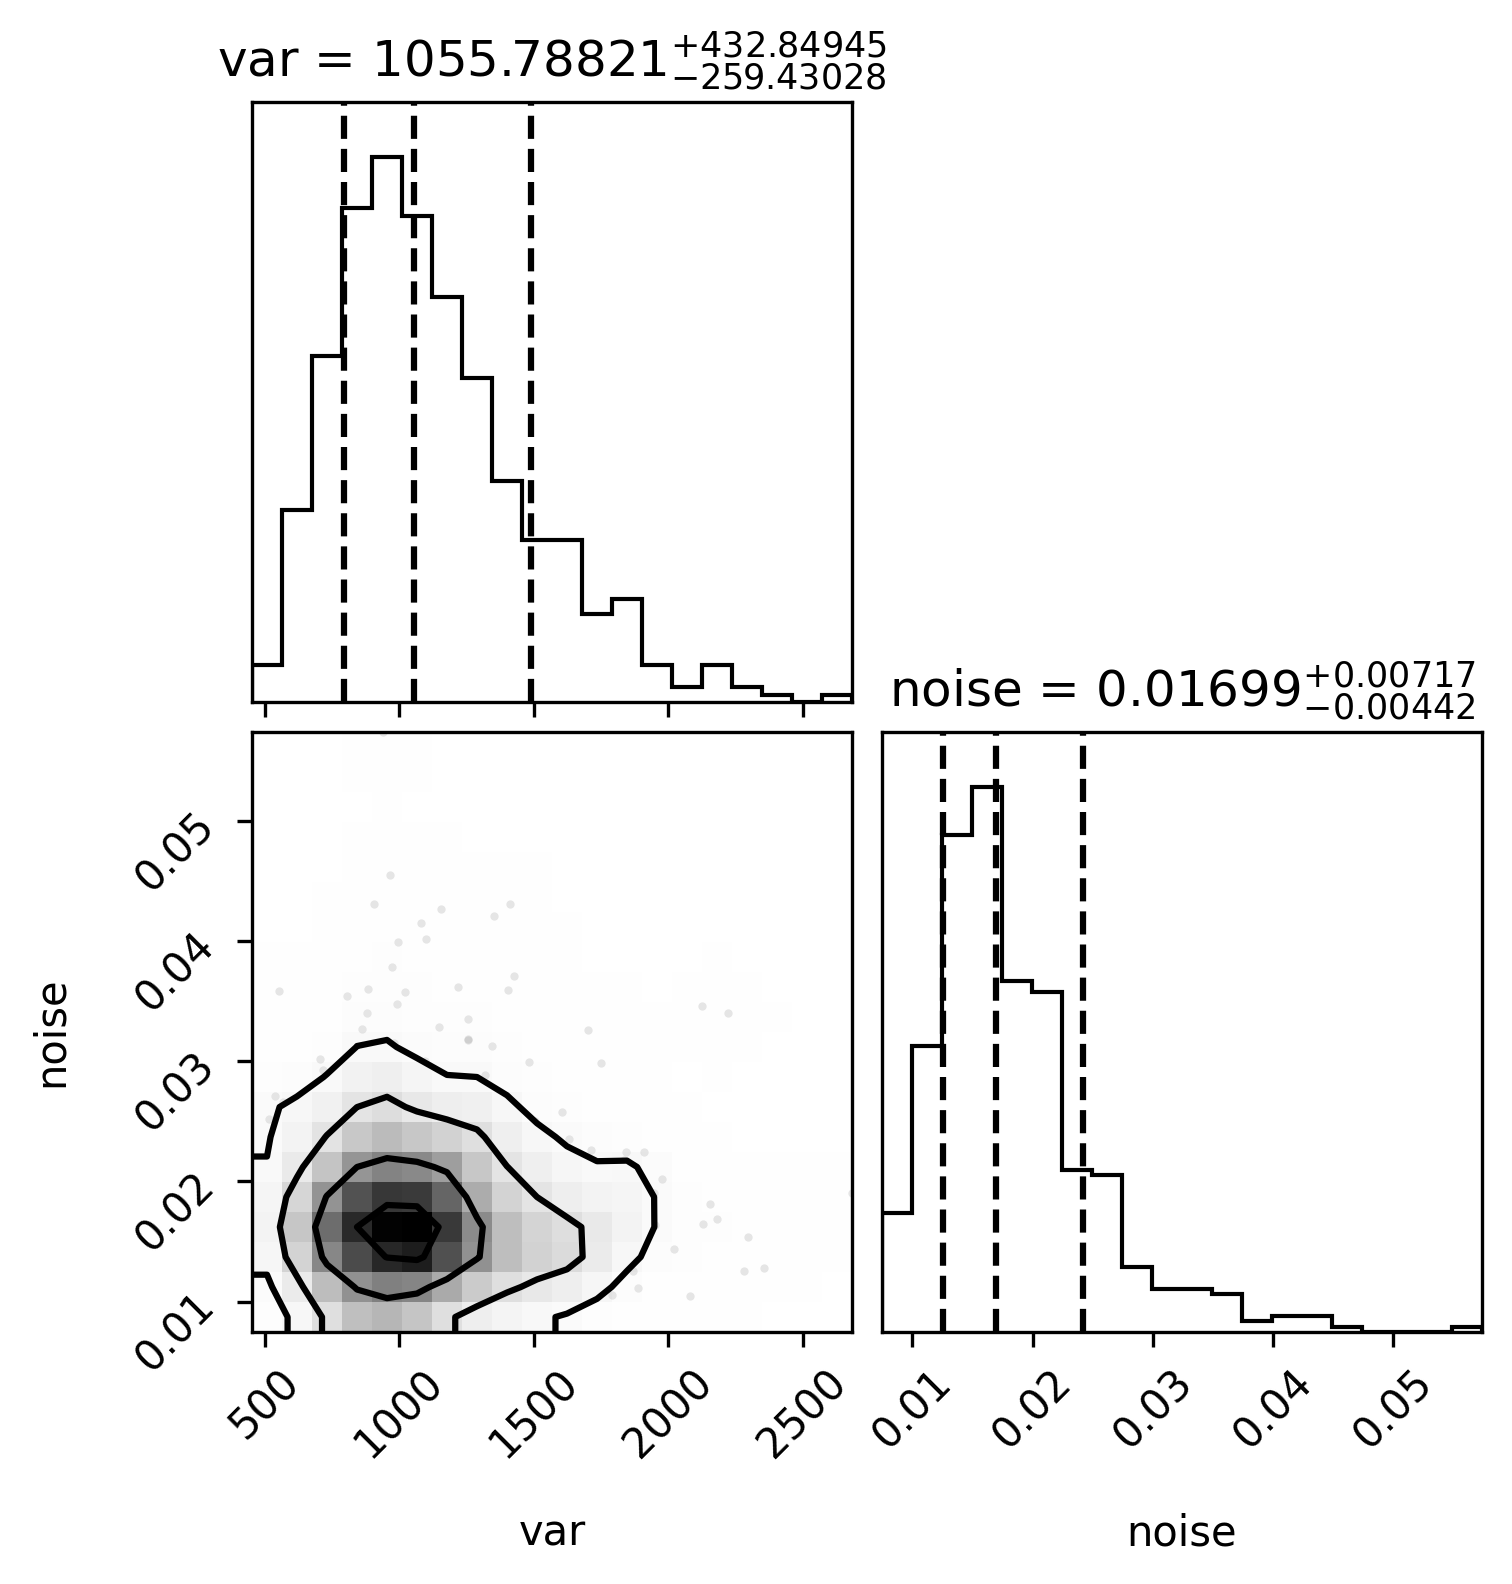 var = 1055.78821 +432.84945 −259.43028
noise = 0.01699 +0.00717 −0.00442
0.05
0.04
0.03
0.02
0.01
noise
500 1000 1500 2000 2500
0.01 0.02 0.03 0.04 0.05
var
noise